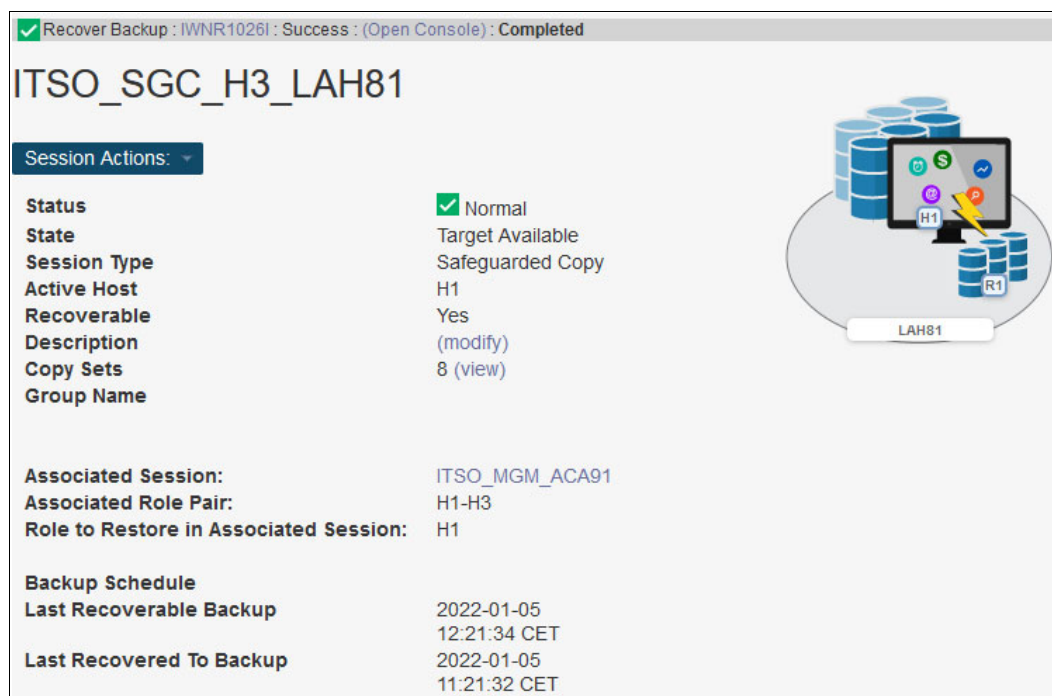 Recover Backup : IWNR1026I : Success : (Open Console) : Completed
ITSO_SGC_H3_LAH81
Session Actions:
Status Normal
State Target Available
Session Type Safeguarded Copy
Active Host H1
Recoverable Yes
Description (modify)
Copy Sets 8 (view)
Group Name
Associated Session: ITSO_MGM_ACA91
Associated Role Pair: H1-H3
Role to Restore in Associated Session: H1
Backup Schedule
Last Recoverable Backup 2022-01-05
12:21:34 CET
Last Recovered To Backup 2022-01-05
11:21:32 CET
$
@
H1
R1
LAH81